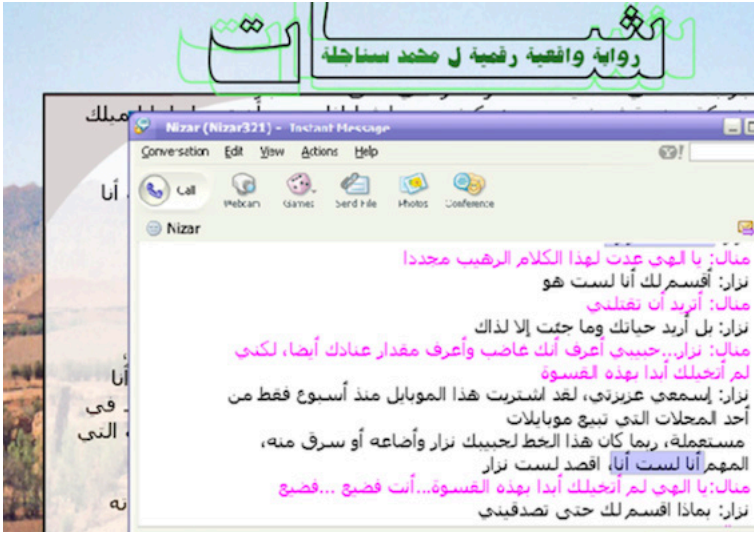 شات
رواية واقعية رقمية ل محمد سناجلة
ميلك
Nizar (Nizar321) - Instant Message
Conversation Edit View Actions Help
Call Webcam Games Send File Photos Conference
أنا
Nizar
منال: يا الهي عدت لهذا الكلام الرهيب مجددا
نزار: أقسم لك أنا لست هو
منال: أتريد أن تقتلني
نزار: بل أريد حياتك وما جئت إلا لذاك
منال: نزار...حبيبي أعرف أنك غاضب وأعرف مقدار عنادك أيضا، لكني
لم أتخيلك أبدا بهذه القسوة
أنا
نزار: إسمعي عزيزتي، لقد اشتريت هذا الموبايل منذ أسبوع فقط من
في
أحد المحلات التي تبيع موبايلات
التي
مستعملة، ربما كان هذا الخط لحبيبك نزار وأضاعه أو سرق منه،
المهم أنا لست أنا، اقصد لست نزار
منال:يا الهي لم أتخيلك أبدا بهذه القسوة...أنت فضيع ...فضيع
نه
نزار: بماذا اقسم لك حتى تصدقيني